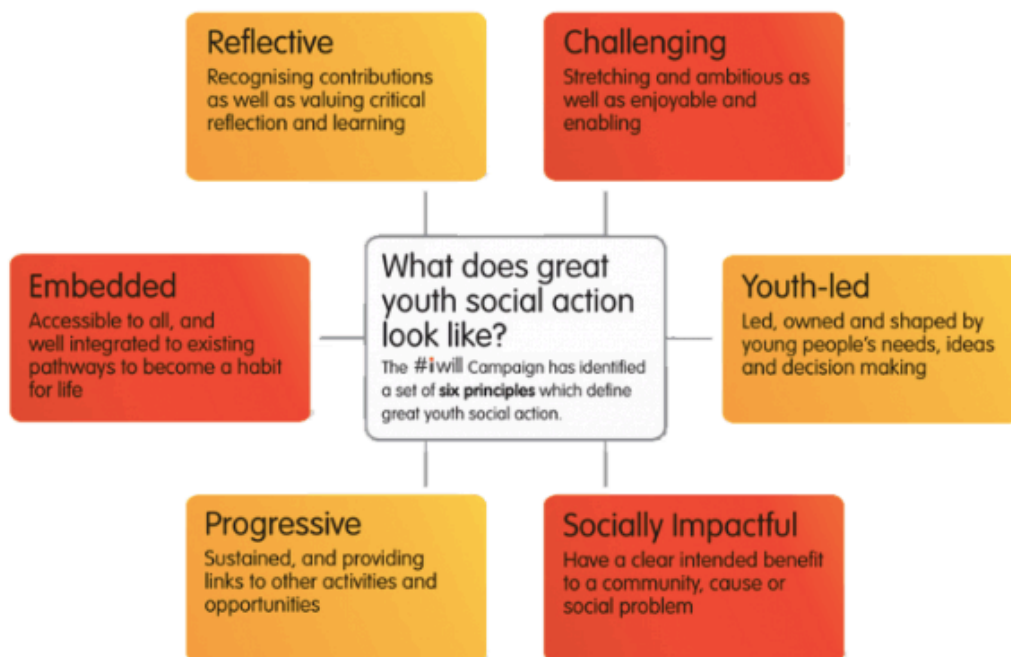 Reflective
Recognising contributions
as well as valuing critical
reflection and learning
Challenging
Stretching and ambitious as
well as enjoyable and
enabling
Embedded
Accessible to all, and
well integrated to existing
pathways to become a habit
for life
What does great
youth social action
look like?
The #iwill Campaign has identified
a set of six principles which define
great youth social action.
Youth-led
Led, owned and shaped by
young people's needs, ideas
and decision making
Progressive
Sustained, and providing
links to other activities and
opportunities
Socially Impactful
Have a clear intended benefit
to a community, cause or
social problem